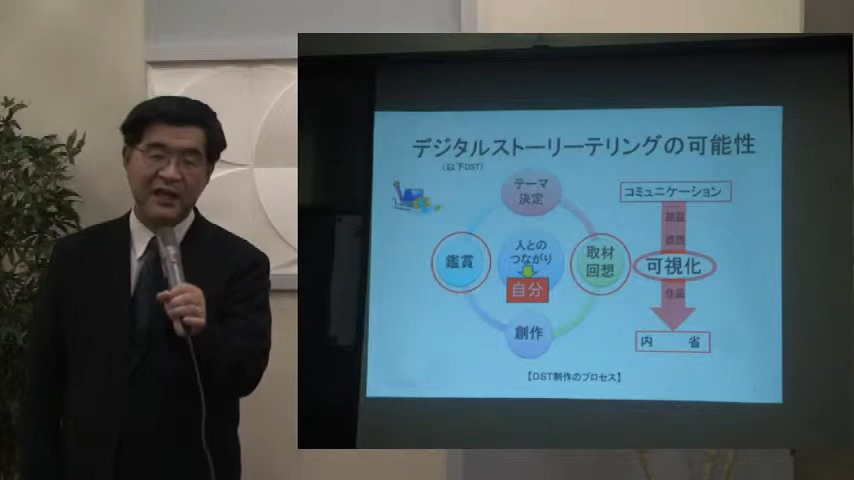 デジタルストーリーテリングの可能性
（以下DST）
テーマ
決定
コミュニケーション
鑑賞
人との
つながり
自分
取材
回想
感想
可視化
作品
創作
内　省
【DST制作のプロセス】